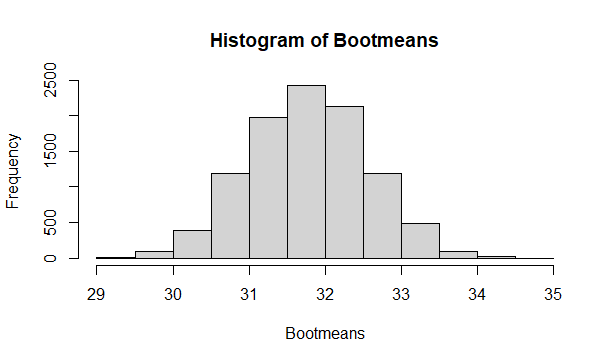 Histogram of Bootmeans
Frequency
2500
1500
500
0
29 30 31 32 33 34 35
Bootmeans